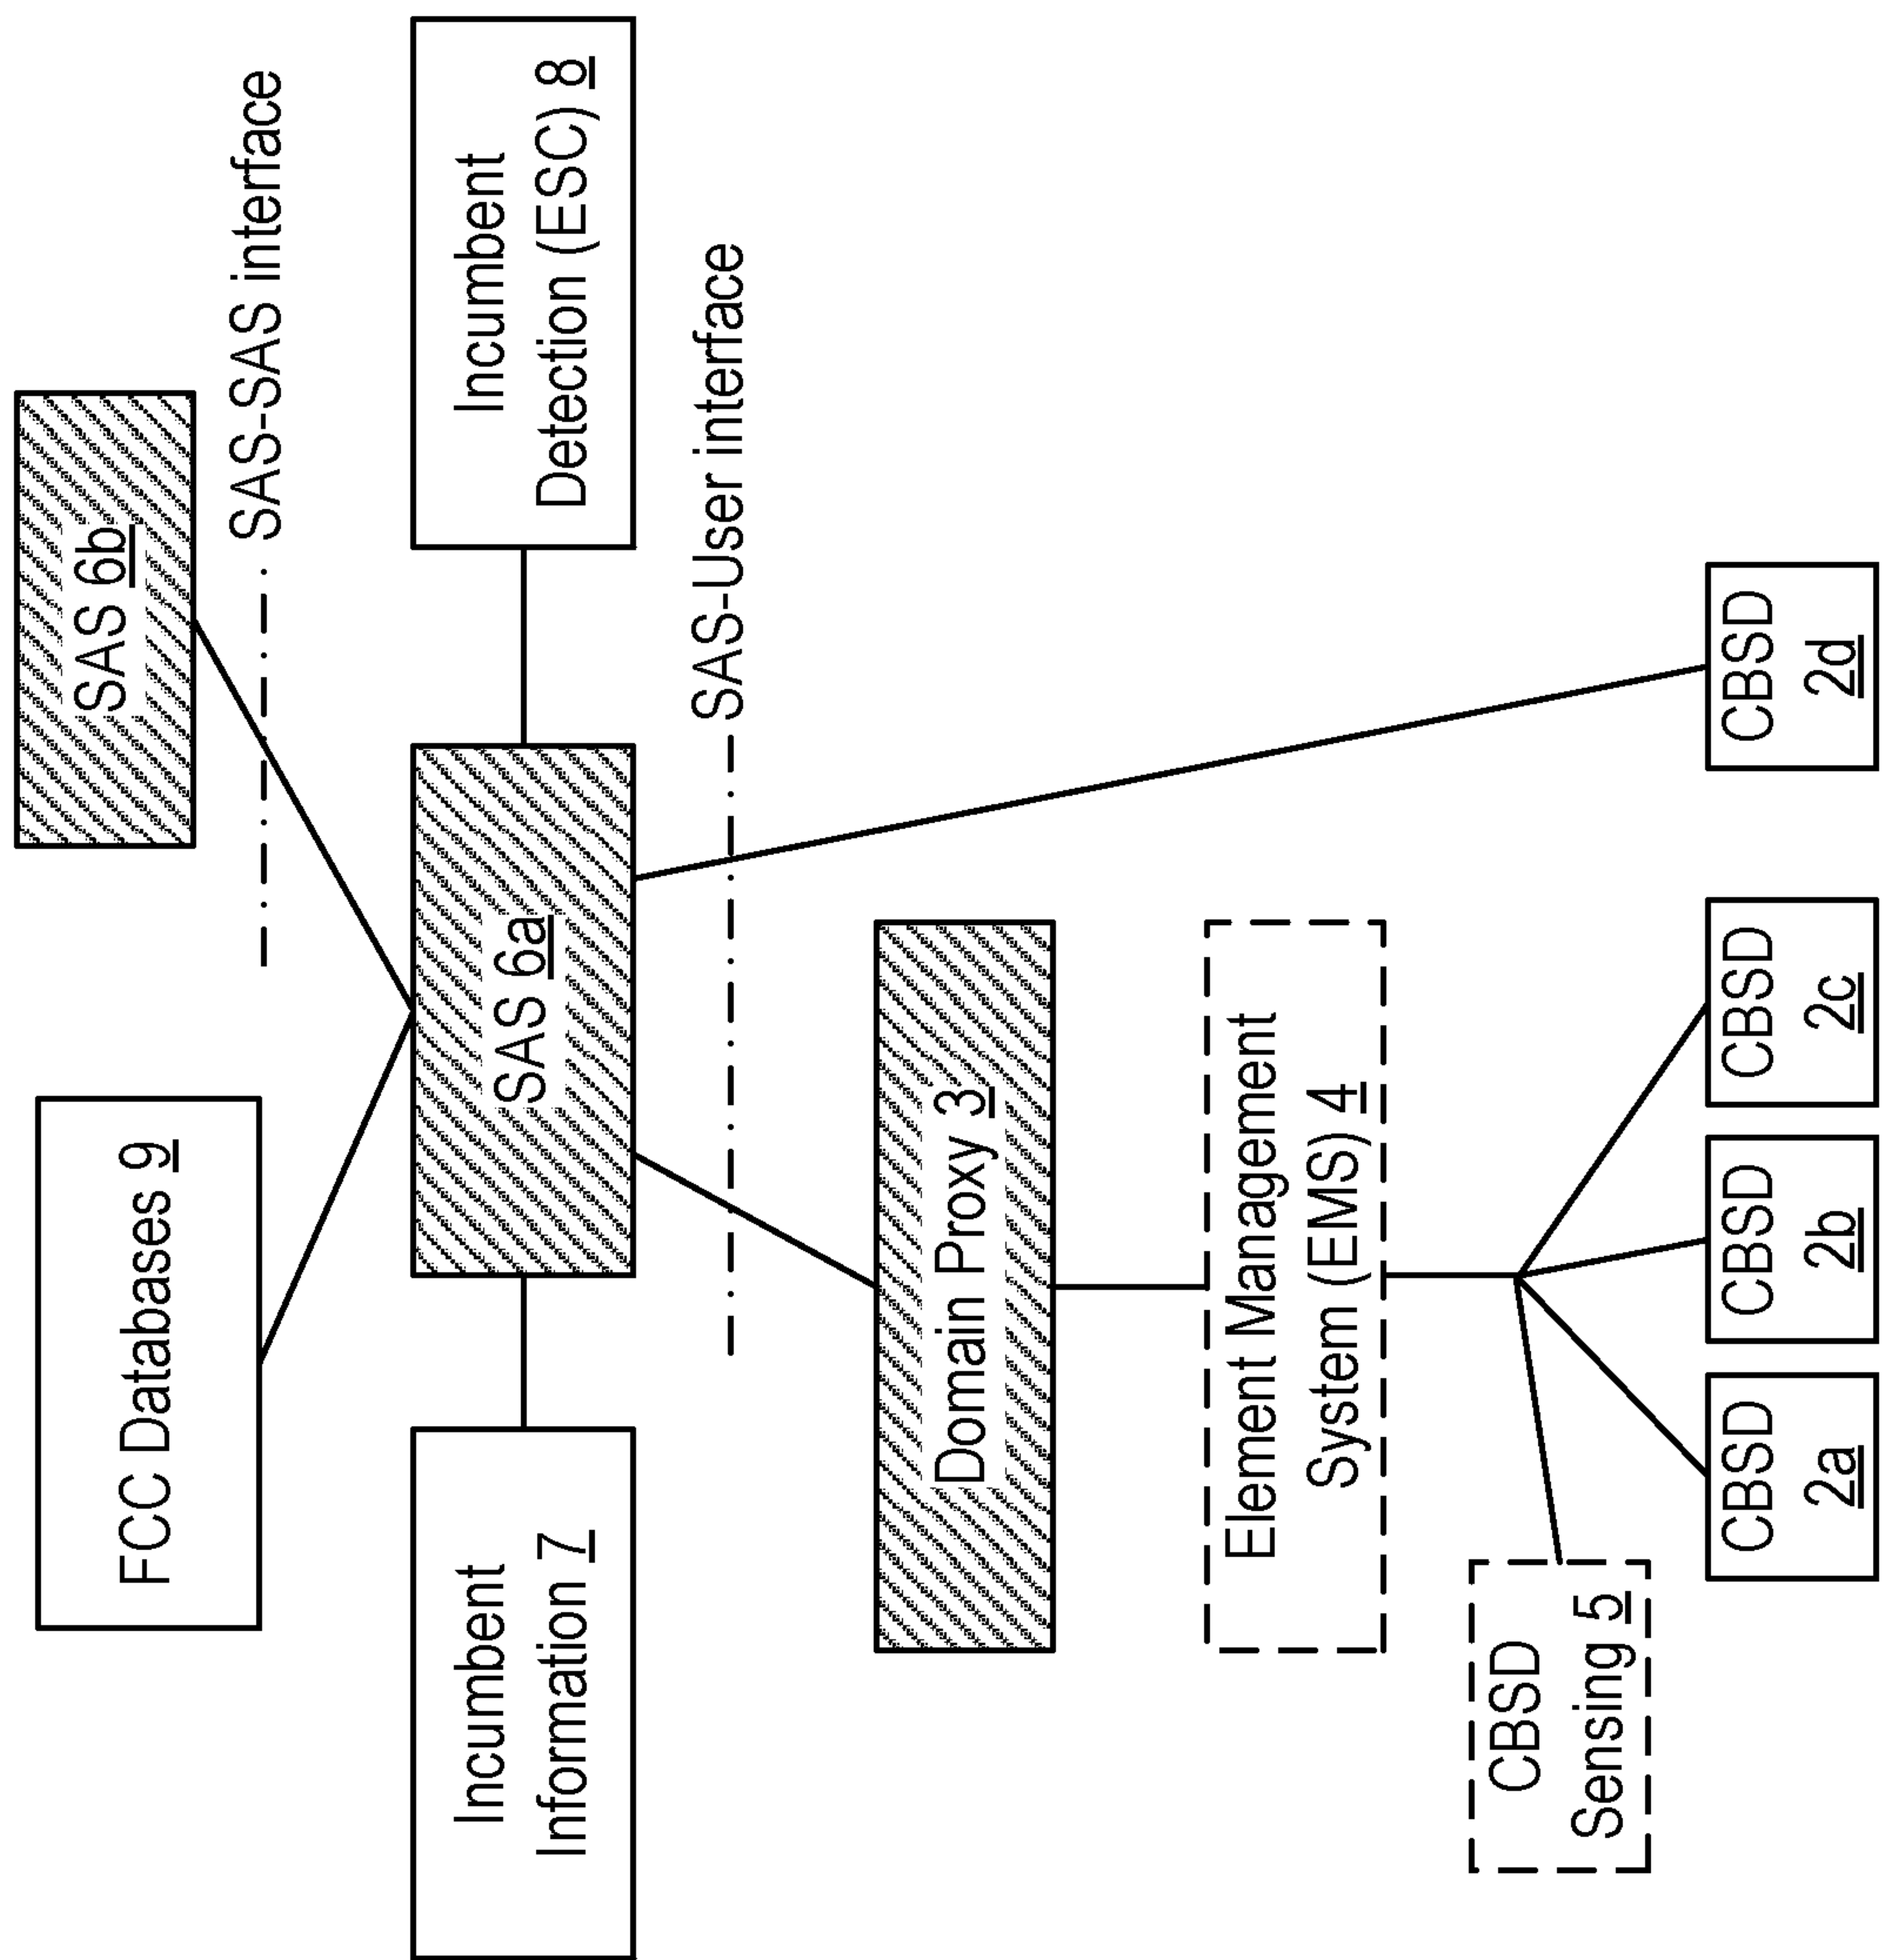 FCC Databases 9
SAS 6b
SAS-SAS interface
Incumbent
Information 7
SAS 6a
Incumbent
Detection (ESC) 8
SAS-User interface
Domain Proxy 3
Element Management
System (EMS) 4
CBSD
Sensing 5
CBSD
2a
CBSD
2b
CBSD
2c
CBSD
2d